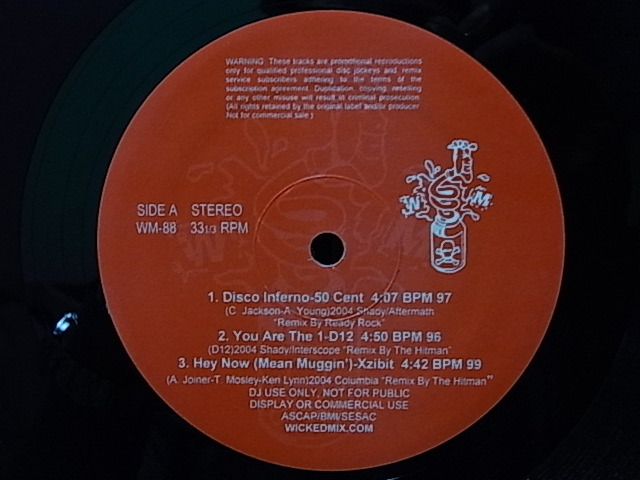 WARNING: These tracks are promotional reproductions
only for qualified professional disc jockeys and remix
service subscribers adhering to the terms of the
subscription agreement. Duplication, copying, reselling
or any other misuse will result in criminal prosecution.
(All rights retained by the original label and/or producer
Not for commercial sale)
W S M
SIDE A STEREO
WM-88 33 1/3 RPM
1. Disco Inferno-50 Cent 4:07 BPM 97
(C. Jackson-A. Young)2004 Shady/Aftermath
"Remix By Ready Rock"
2. You Are The 1-D12 4:50 BPM 96
(D12)2004 Shady/Interscope "Remix By The Hitman"
3. Hey Now (Mean Muggin')-Xzibit 4:42 BPM 99
(A. Joiner-T. Mosley-Ken Lynn)2004 Columbia "Remix By The Hitman"
DJ USE ONLY, NOT FOR PUBLIC
DISPLAY OR COMMERCIAL USE
ASCAP/BMI/SESAC
WICKEDMIX.COM